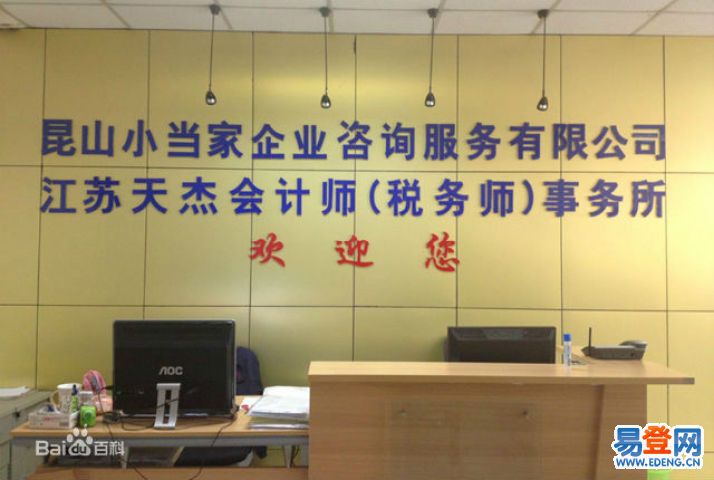 昆山小当家企业咨询服务有限公司
江苏天杰会计师(税务师)事务所
欢迎您
AOC
Bai百科
易登网
WWW.EDENG.CN